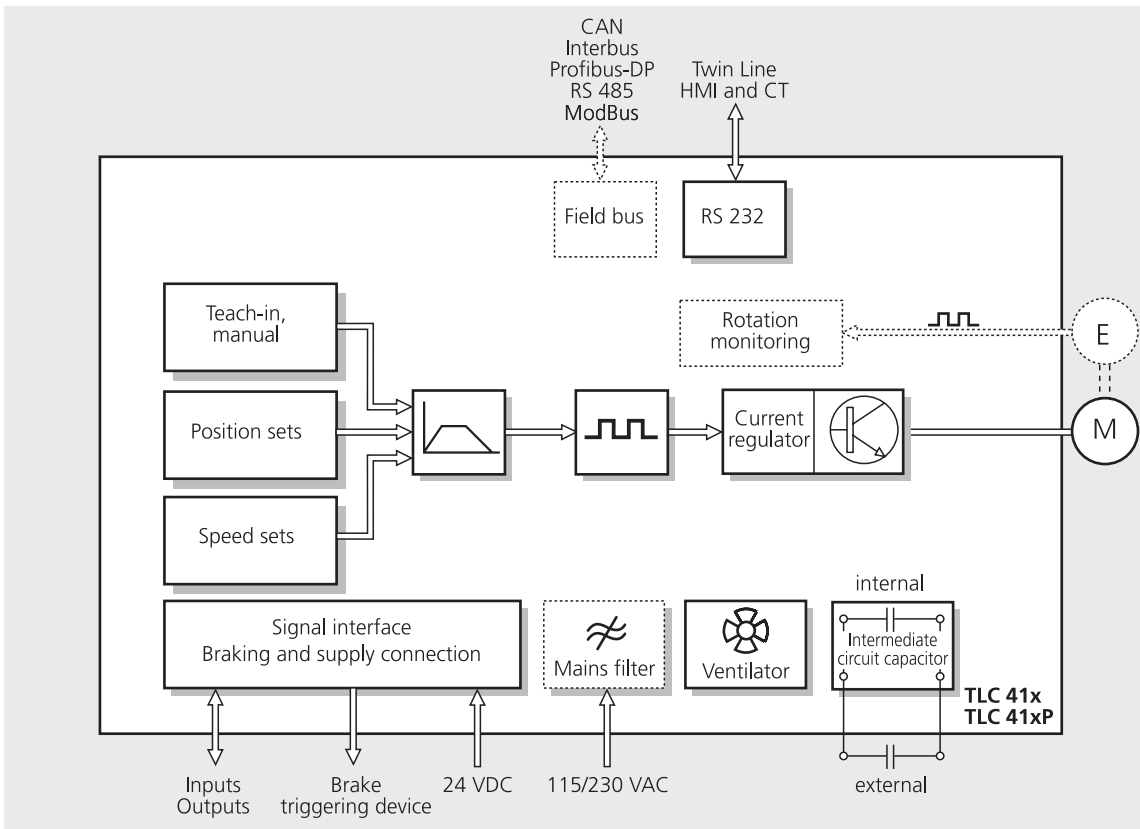 CAN
Interbus
Profibus-DP
RS 485
ModBus
Twin Line
HMI and CT
Field bus
RS 232
Teach-in,
manual
Rotation
monitoring
E
Position sets
Current
regulator
M
Speed sets
Signal interface
Braking and supply connection
Mains filter
Ventilator
internal
Intermediate
circuit capacitor
TLC 41x
TLC 41xP
Inputs
Outputs
Brake
triggering device
24 VDC
115/230 VAC
external